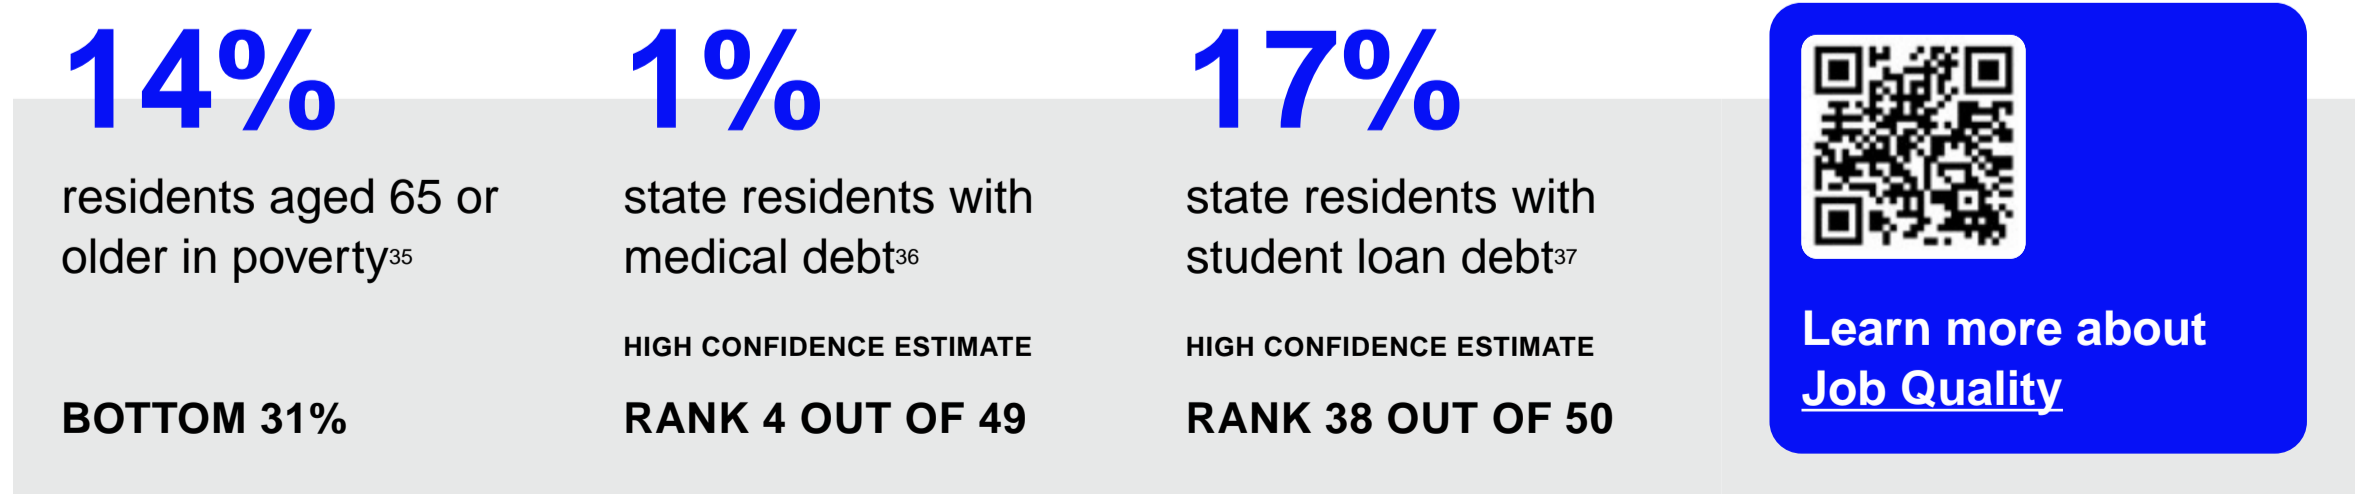 14%
residents aged 65 or
older in poverty35
BOTTOM 31%
1%
state residents with
medical debt36
HIGH CONFIDENCE ESTIMATE
RANK 4 OUT OF 49
17%
state residents with
student loan debt37
HIGH CONFIDENCE ESTIMATE
RANK 38 OUT OF 50
Learn more about
Job Quality